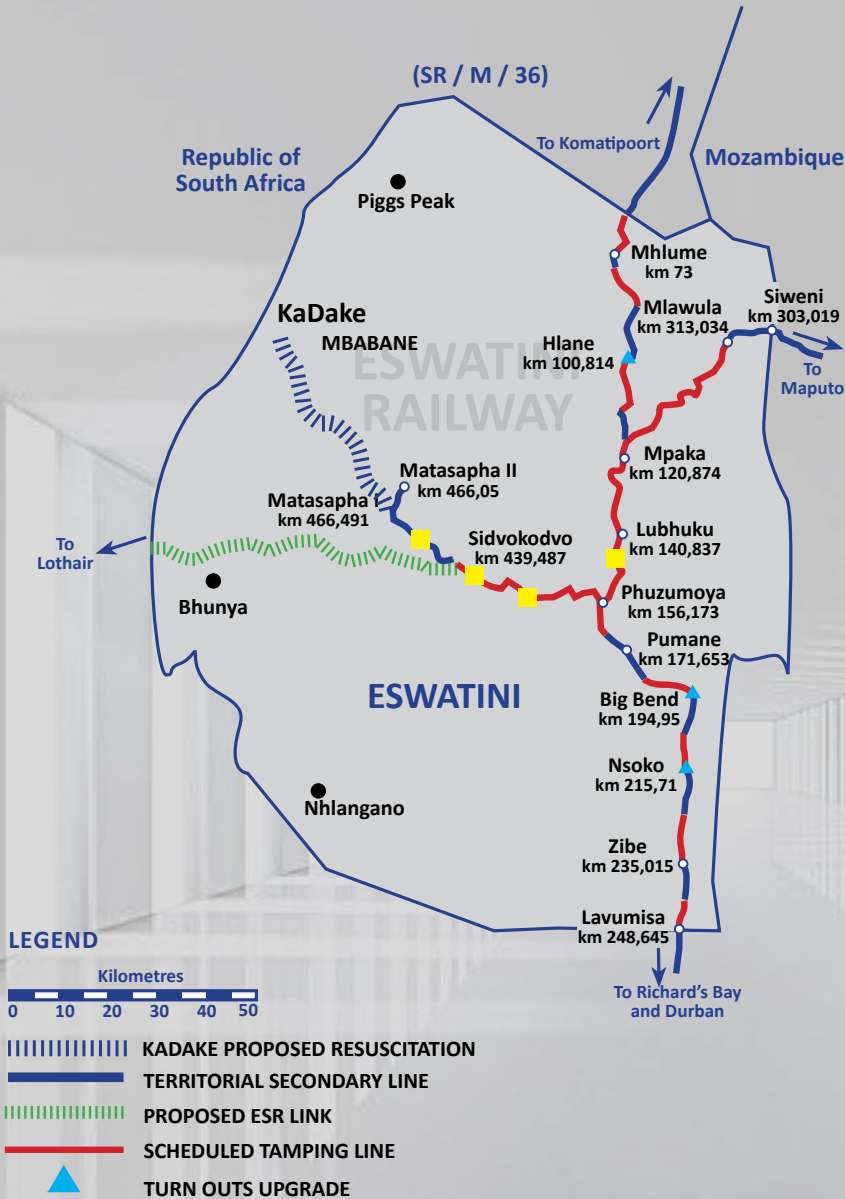 (SR / M / 36)
To Komatipoort
Republic of
South Africa
Mozambique
Piggs Peak
Mhlume
km 73
Siweni
km 303,019
Mlawula
km 313,034
KaDake
MBABANE
Hlane
km 100,814
To
Maputo
ESWATINI
RAILWAY
Mpaka
km 120,874
Matasapha II
km 466,05
Matasapha I
km 466,491
Sidvokodvo
km 439,487
Lubhuku
km 140,837
To
Lothair
Bhunya
Phuzumoya
km 156,173
Pumane
km 171,653
ESWATINI
Big Bend
km 194,95
Nsoko
km 215,71
Nhlangano
Zibe
km 235,015
Lavumisa
km 248,645
To Richard's Bay
and Durban
LEGEND
Kilometres
0 10 20 30 40 50
KADAKE PROPOSED RESUSCITATION
TERRITORIAL SECONDARY LINE
PROPOSED ESR LINK
SCHEDULED TAMPING LINE
TURN OUTS UPGRADE